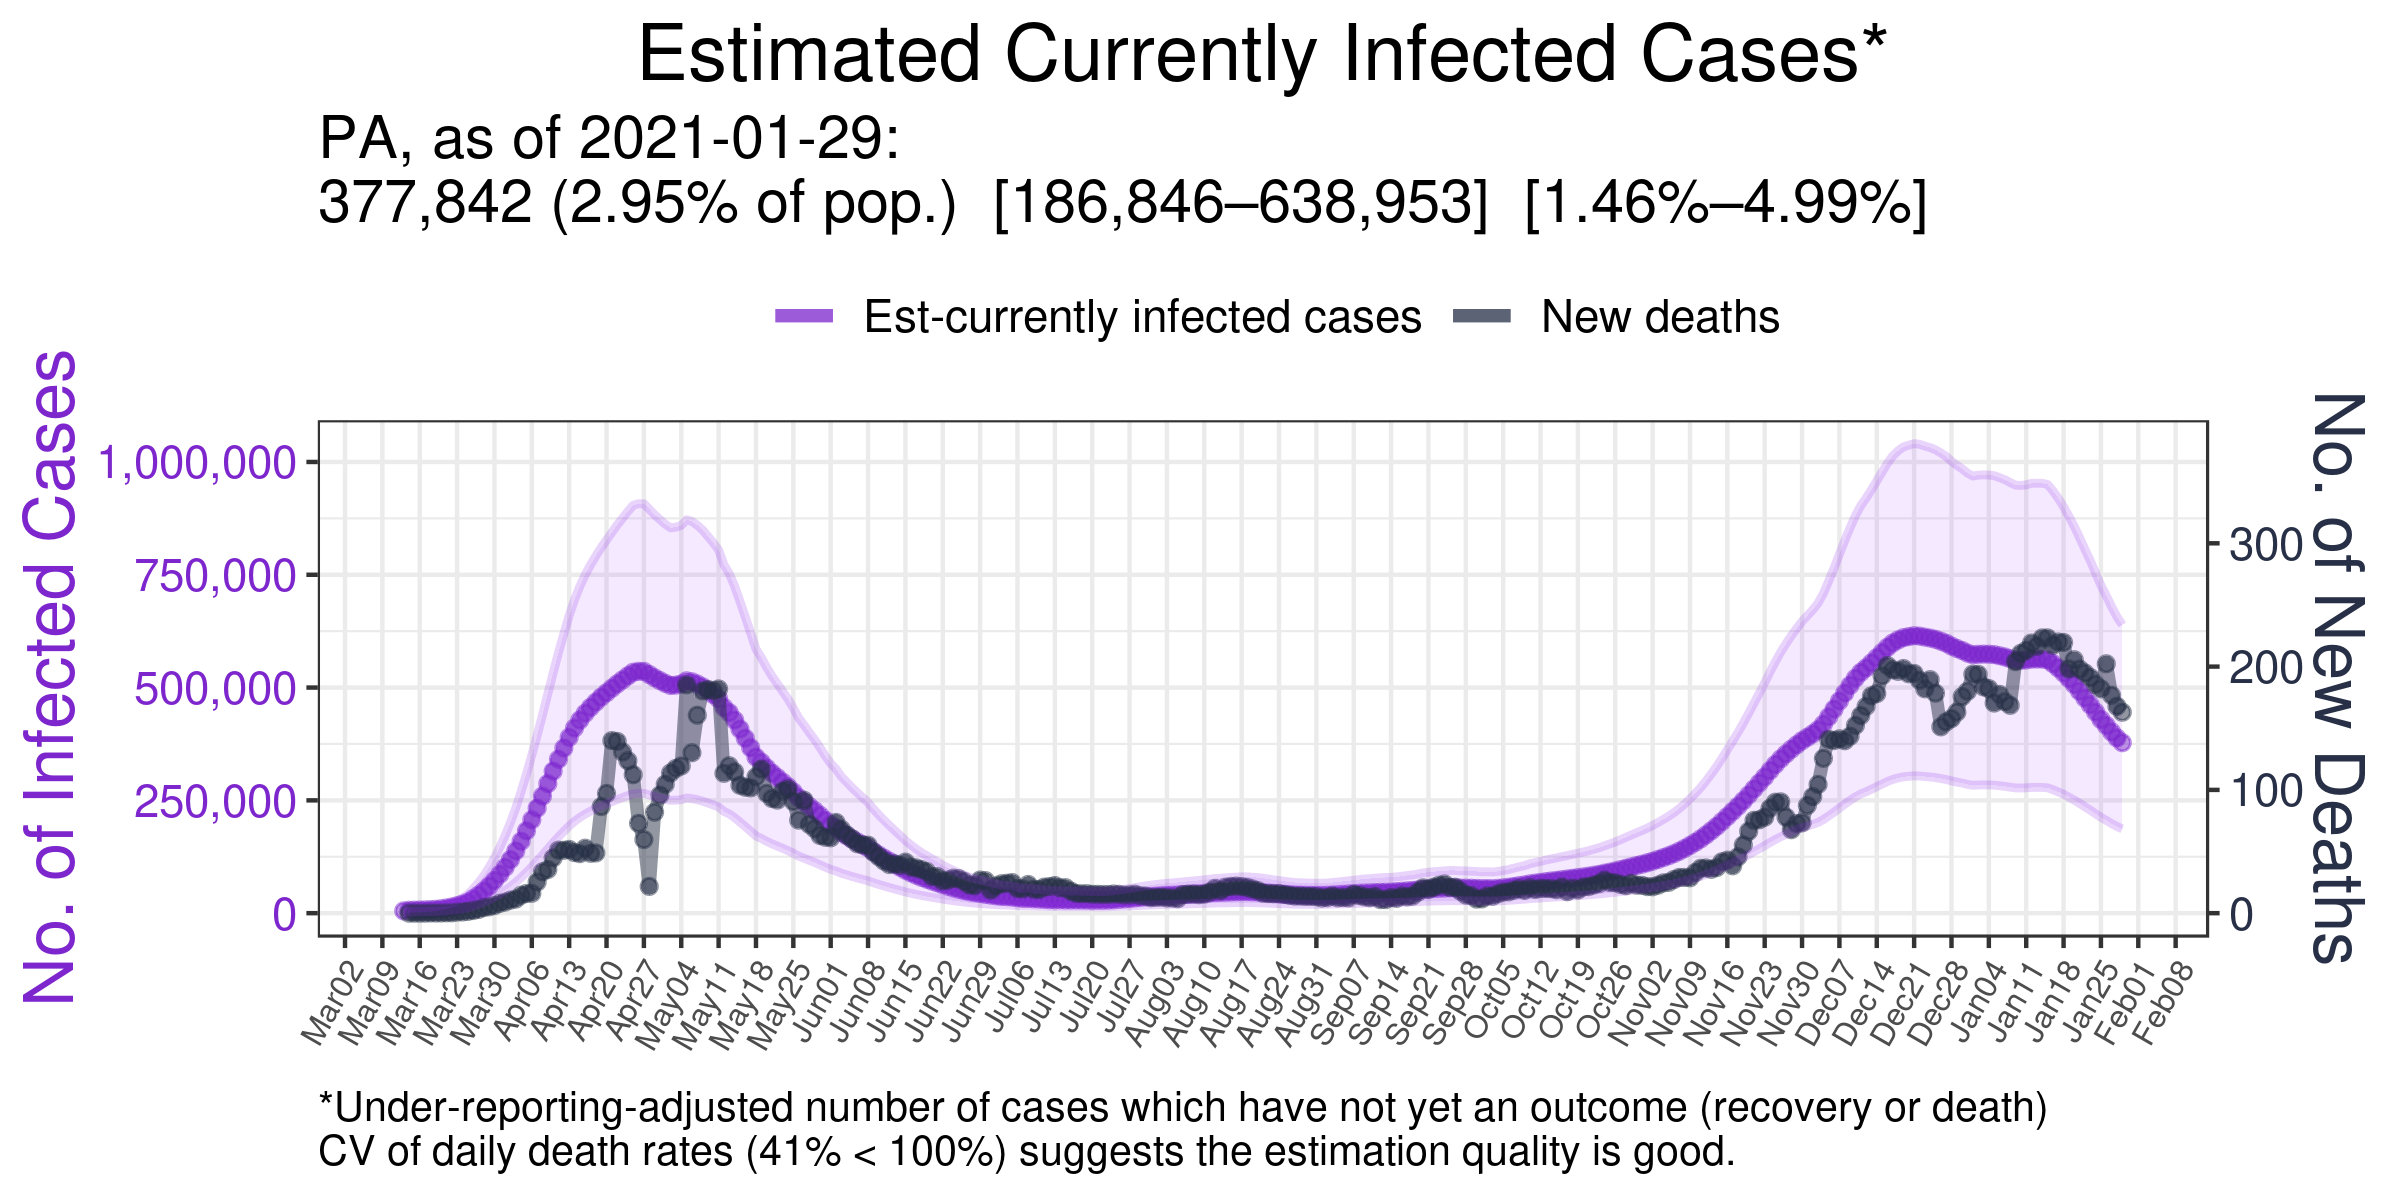 Estimated Currently Infected Cases*
PA, as of 2021-01-29:
377,842 (2.95% of pop.) [186,846–638,953] [1.46%–4.99%]
Est-currently infected cases
New deaths
No. of Infected Cases
1,000,000
750,000
500,000
250,000
0
No. of New Deaths
300
200
100
0
Mar02
Mar09
Mar16
Mar23
Mar30
Apr06
Apr13
Apr20
Apr27
May04
May11
May18
May25
Jun01
Jun08
Jun15
Jun22
Jun29
Jul06
Jul13
Jul20
Jul27
Aug03
Aug10
Aug17
Aug24
Aug31
Sep07
Sep14
Sep21
Sep28
Oct05
Oct12
Oct19
Oct26
Nov02
Nov09
Nov16
Nov23
Nov30
Dec07
Dec14
Dec21
Dec28
Jan04
Jan11
Jan18
Jan25
Feb01
Feb08
*Under-reporting-adjusted number of cases which have not yet an outcome (recovery or death)
CV of daily death rates (41% < 100%) suggests the estimation quality is good.